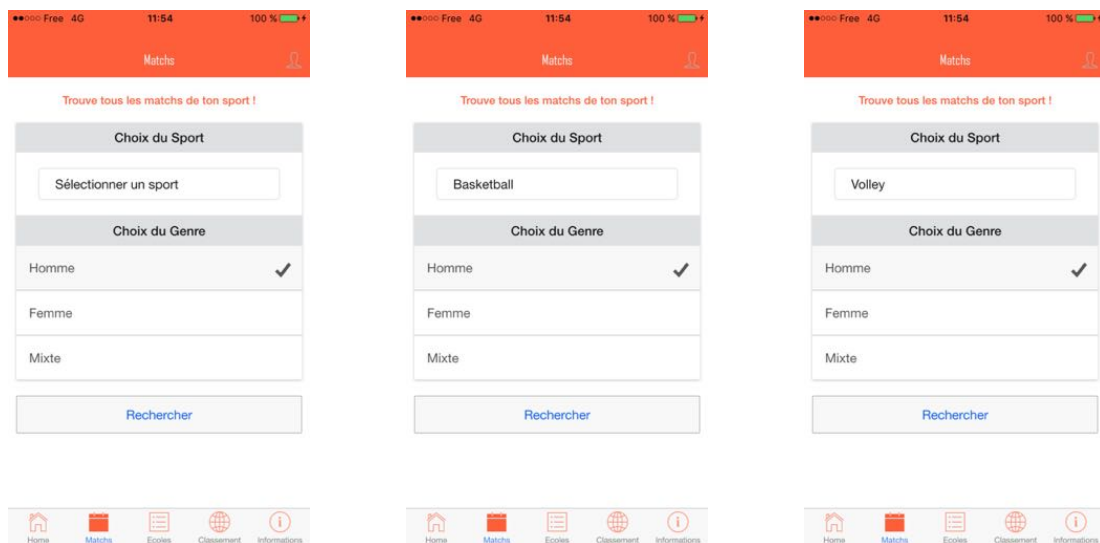 Free 4G 11:54 100 %
Matchs
Trouve tous les matchs de ton sport !
Choix du Sport
Sélectionner un sport
Choix du Genre
Homme
Femme
Mixte
Rechercher
Home Matchs Ecoles Classement Informations
Free 4G 11:54 100 %
Matchs
Trouve tous les matchs de ton sport !
Choix du Sport
Basketball
Choix du Genre
Homme
Femme
Mixte
Rechercher
Home Matchs Ecoles Classement Informations
Free 4G 11:54 100 %
Matchs
Trouve tous les matchs de ton sport !
Choix du Sport
Volley
Choix du Genre
Homme
Femme
Mixte
Rechercher
Home Matchs Ecoles Classement Informations